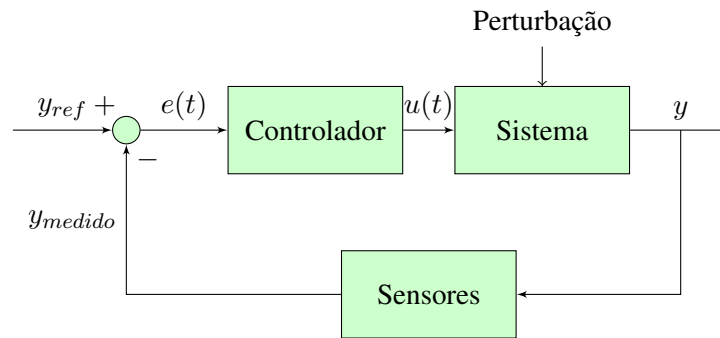 Perturbação
y_ref +
e(t)
Controlador
u(t)
Sistema
y
−
y_medido
Sensores